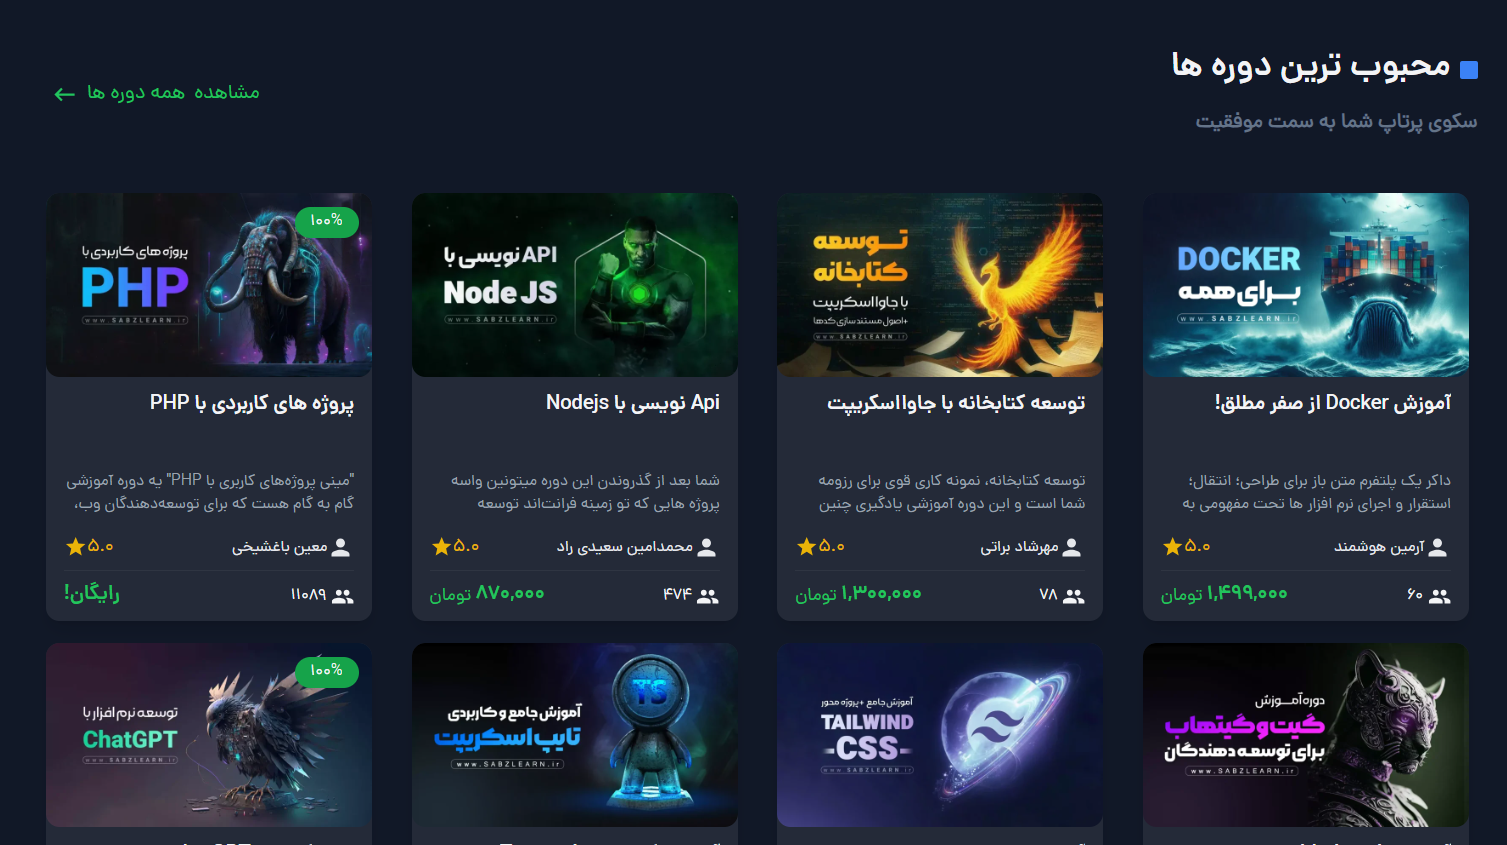 محبوب ترین دوره ها
سکوی پرتاپ شما به سمت موفقیت
مشاهده همه دوره ها
DOCKER
بـرای‌همه
www.SABZLEARN.ir
آموزش Docker از صفر مطلق!
داکر یک پلتفرم متن باز برای طراحی؛ انتقال؛
استقرار و اجرای نرم افزار ها تحت مفهومی به
آرمین هوشمند
۵.۰
۶۰
۱,۴۹۹,۰۰۰ تومان
تـوسعه
کتابخانه
با جاوااسکریپت
+اصول مستندسازی کدها
www.SABZLEARN.ir
توسعه کتابخانه با جاوااسکریپت
توسعه کتابخانه، نمونه کاری قوی برای رزومه
شما است و این دوره آموزشی یادگیری چنین
مهرشاد براتی
۵.۰
۷۸
۱,۳۰۰,۰۰۰ تومان
API نویسی با
Node JS
www.SABZLEARN.ir
Api نویسی با Nodejs
شما بعد از گذروندن این دوره میتونین واسه
پروژه هایی که تو زمینه فرانت‌اند توسعه
محمدامین سعیدی راد
۵.۰
۴۷۴
۸۷۰,۰۰۰ تومان
۱۰۰%
پروژه های کاربردی با
PHP
www.SABZLEARN.ir
پروژه های کاربردی با PHP
"مینی پروژه‌های کاربری با PHP" یه دوره آموزشی
گام به گام هست که برای توسعه‌دهندگان وب،
معین باغشیخی
۵.۰
۱۱۰۸۹
رایگان!
دوره آمــوزش
گیت و گیتهاب
برای توسعه دهندگان
www.SABZLEARN.ir
آموزش جامع + پروژه محور
TAILWIND
-CSS-
www.SABZLEARN.ir
TS
آموزش جامع و کاربردی
تایپ اسکریپت
www.SABZLEARN.ir
۱۰۰%
توسعه نرم افزار با
ChatGPT
www.SABZLEARN.ir